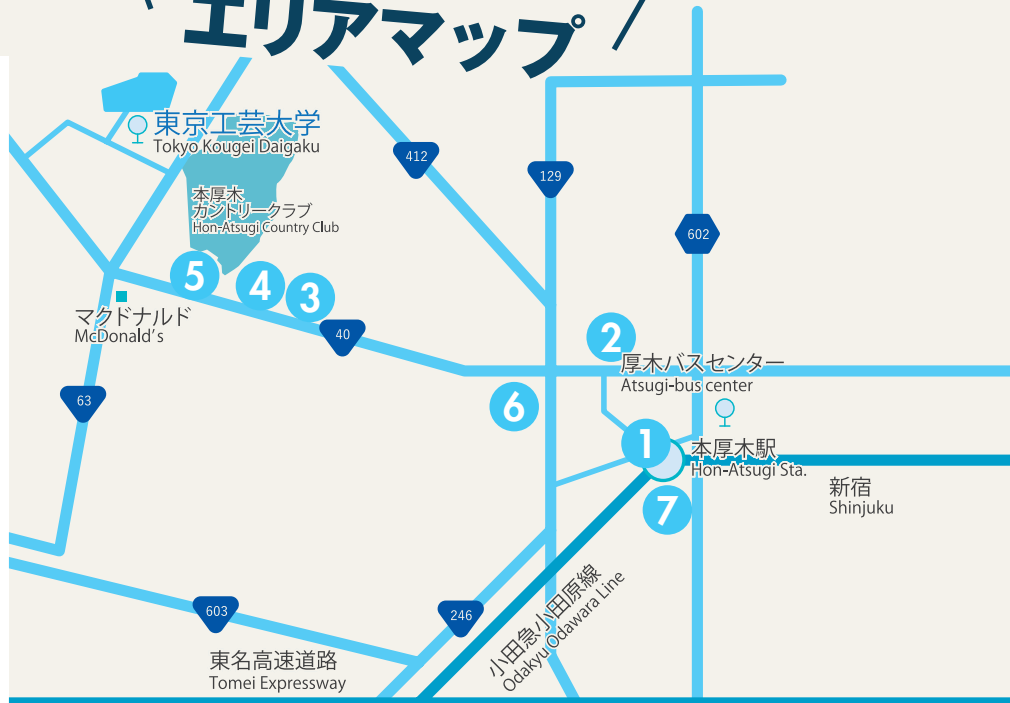 エリアマップ
東京工芸大学
Tokyo Kougei Daigaku
本厚木
カントリークラブ
Hon-Atsugi Country Club
412
129
602
5
4
3
40
マクドナルド
McDonald's
63
2
厚木バスセンター
Atsugi-bus center
6
1
本厚木駅
Hon-Atsugi Sta.
7
新宿
Shinjuku
603
246
小田急小田原線
Odakyu Odawara Line
東名高速道路
Tomei Expressway